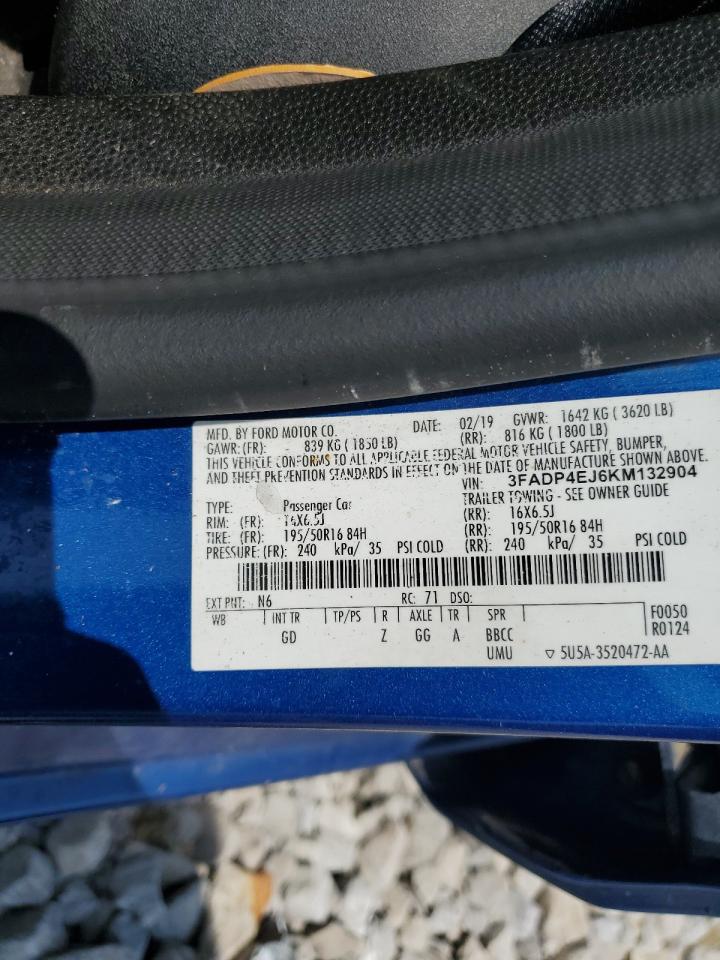 MFD. BY FORD MOTOR CO. DATE: 02/19 GVWR: 1642 KG ( 3620 LB)
GAWR: (FR): 839 KG ( 1850 LB) (RR): 816 KG ( 1800 LB)
THIS VEHICLE CONFORMS TO ALL APPLICABLE FEDERAL MOTOR VEHICLE SAFETY, BUMPER,
AND THEFT PREVENTION STANDARDS IN EFFECT ON THE DATE OF MANUFACTURE SHOWN ABOVE.
VIN: 3FADP4EJ6KM132904
TYPE: Passenger Car TRAILER TOWING - SEE OWNER GUIDE
RIM: (FR): 16X6.5J (RR): 16X6.5J
TIRE: (FR): 195/50R16 84H (RR): 195/50R16 84H
PRESSURE: (FR): 240 kPa/ 35 PSI COLD (RR): 240 kPa/ 35 PSI COLD
EXT PNT: N6 RC: 71 DSO:
WB INT TR TP/PS R AXLE TR SPR F0050
GD Z GG A BBCC R0124
UMU ▽ 5U5A-3520472-AA